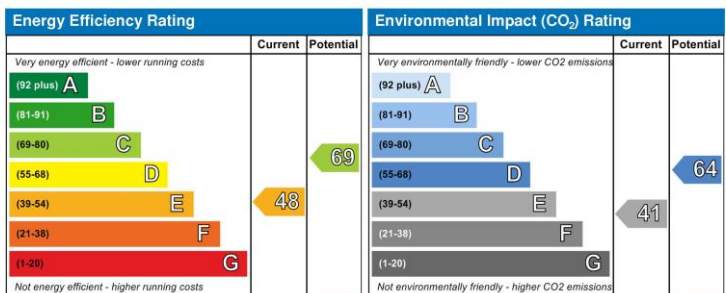 Energy Efficiency Rating
Current Potential
Very energy efficient - lower running costs
(92 plus) A
(81-91) B
(69-80) C
(55-68) D
(39-54) E
(21-38) F
(1-20) G
48
69
Not energy efficient - higher running costs
Environmental Impact (CO₂) Rating
Current Potential
Very environmentally friendly - lower CO2 emissions
(92 plus) A
(81-91) B
(69-80) C
(55-68) D
(39-54) E
(21-38) F
(1-20) G
41
64
Not environmentally friendly - higher CO2 emissions